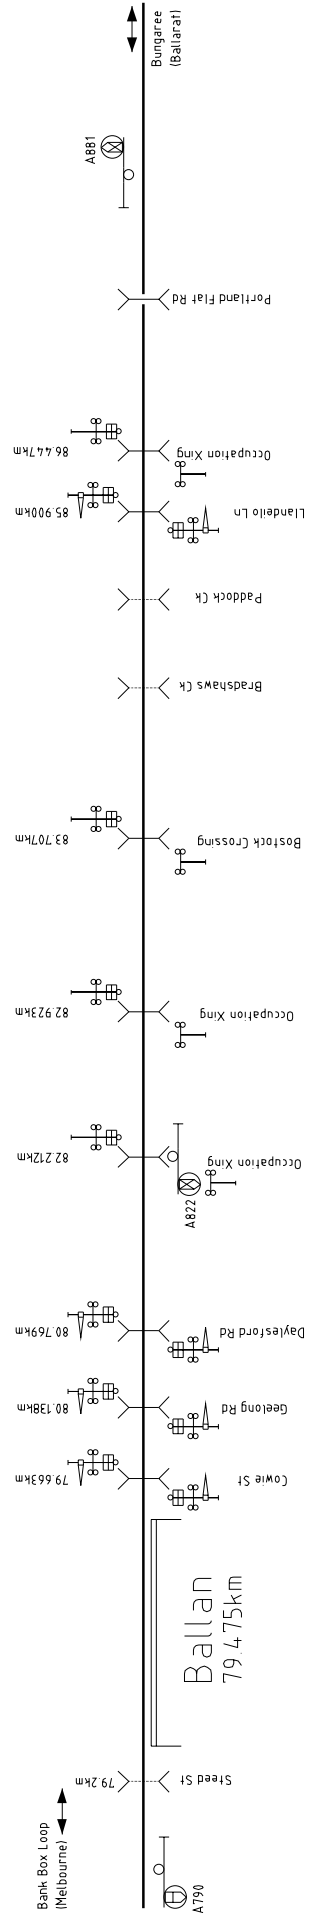 Bungaree
(Ballarat)
A881
Portland Flat Rd
86.447km
Occupation Xing
85.900km
Llandeilo Ln
Paddock Ck
Bradshaws Ck
83.707km
Bostock Crossing
82.923km
Occupation Xing
82.212km
Occupation Xing
A822
80.769km
Daylesford Rd
80.138km
Geelong Rd
79.663km
Cowie St
Ballan
79.475km
79.2km
Steed St
Bank Box Loop
(Melbourne)
A790